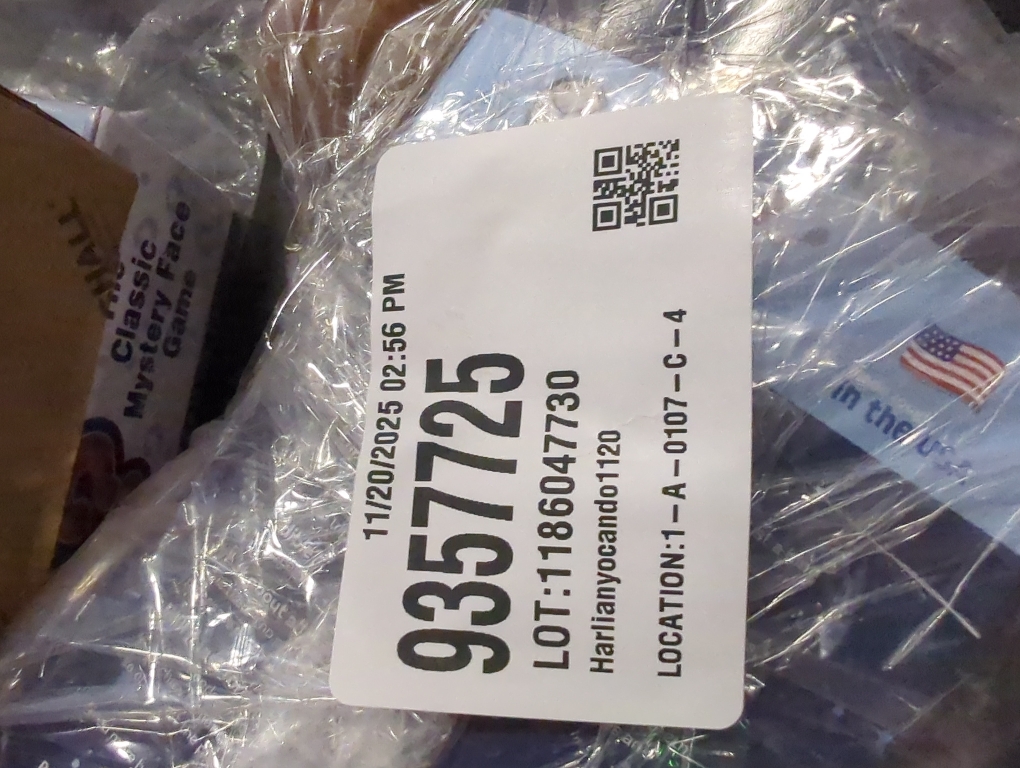 11/20/2025 02:56 PM
9357725
LOT:1186047730
Harlianyocando1120
LOCATION:1-A-0107-C-4
Classic
Mystery Face
Game
in the USA